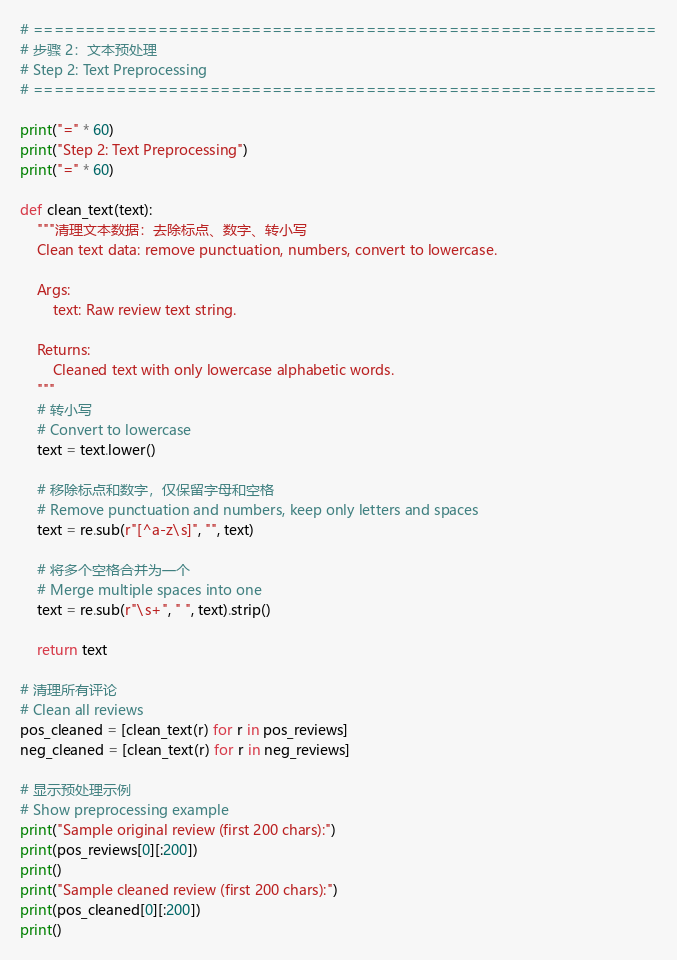 # ============================================================
# 步骤 2：文本预处理
# Step 2: Text Preprocessing
# ============================================================
print("=" * 60)
print("Step 2: Text Preprocessing")
print("=" * 60)
def clean_text(text):
    """清理文本数据：去除标点、数字、转小写
    Clean text data: remove punctuation, numbers, convert to lowercase.
    Args:
        text: Raw review text string.
    Returns:
        Cleaned text with only lowercase alphabetic words.
    """
    # 转小写
    # Convert to lowercase
    text = text.lower()
    # 移除标点和数字，仅保留字母和空格
    # Remove punctuation and numbers, keep only letters and spaces
    text = re.sub(r"[^a-z\s]", "", text)
    # 将多个空格合并为一个
    # Merge multiple spaces into one
    text = re.sub(r"\s+", " ", text).strip()
    return text
# 清理所有评论
# Clean all reviews
pos_cleaned = [clean_text(r) for r in pos_reviews]
neg_cleaned = [clean_text(r) for r in neg_reviews]
# 显示预处理示例
# Show preprocessing example
print("Sample original review (first 200 chars):")
print(pos_reviews[0][:200])
print()
print("Sample cleaned review (first 200 chars):")
print(pos_cleaned[0][:200])
print()